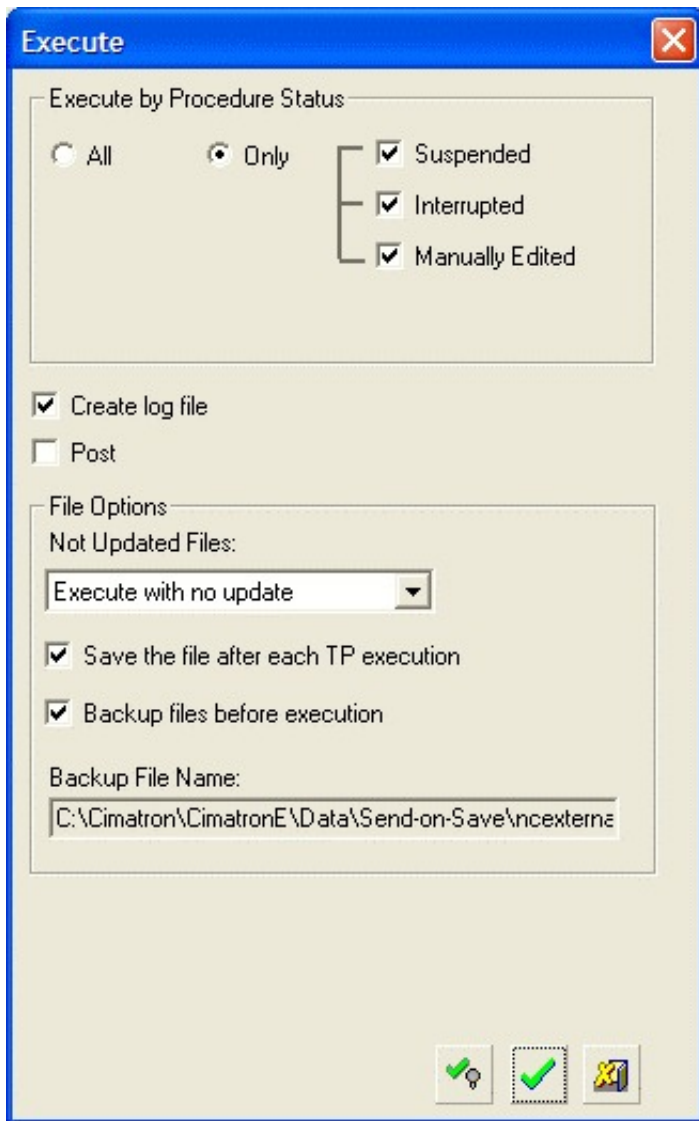 Execute
Execute by Procedure Status
All Only Suspended
Interrupted
Manually Edited
Create log file
Post
File Options
Not Updated Files:
Execute with no update
Save the file after each TP execution
Backup files before execution
Backup File Name:
C:\Cimatron\CimatronE\Data\Send-on-Save\ncexterna